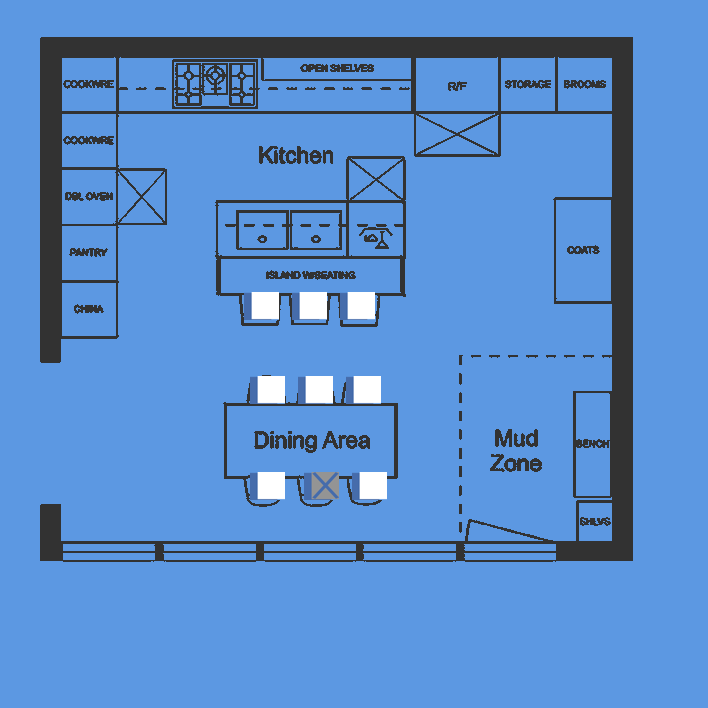 COOKWRE
OPEN SHELVES
R/F
STORAGE
BROOMS
COOKWRE
Kitchen
DBL OVEN
PANTRY
COATS
ISLAND W/SEATING
CHINA
Dining Area
Mud
Zone
BENCH
SHLVS